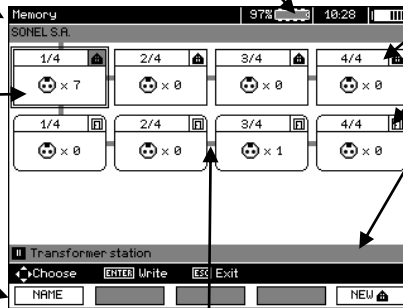 Memory 97% 10:28
SONEL S.A.
1/4 2/4 3/4 4/4
× 7 × 0 × 0 × 0
1/4 2/4 3/4 4/4
× 0 × 0 × 1 × 0
Transformer station
Choose ENTER Write ESC Exit
NAME NEW